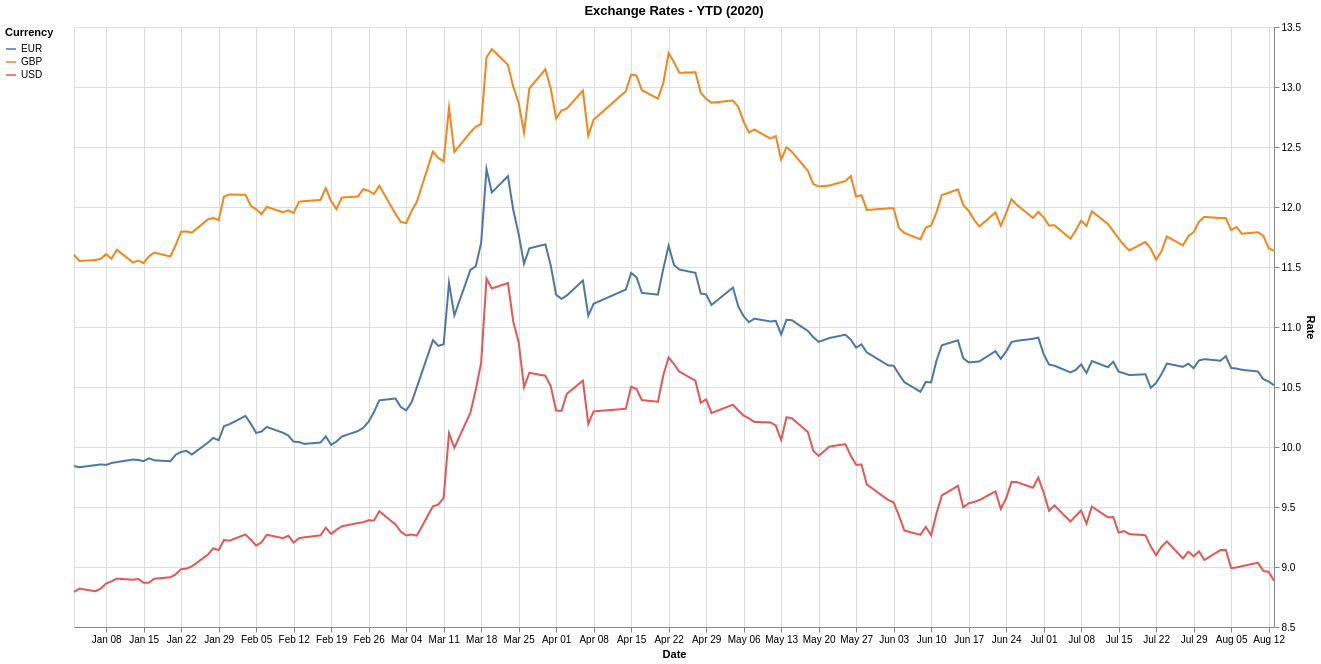 Exchange Rates - YTD (2020)
Currency
EUR
GBP
USD
13.5
13.0
12.5
12.0
11.5
11.0
10.5
10.0
9.5
9.0
8.5
Rate
Jan 08 Jan 15 Jan 22 Jan 29 Feb 05 Feb 12 Feb 19 Feb 26 Mar 04 Mar 11 Mar 18 Mar 25 Apr 01 Apr 08 Apr 15 Apr 22 Apr 29 May 06 May 13 May 20 May 27 Jun 03 Jun 10 Jun 17 Jun 24 Jul 01 Jul 08 Jul 15 Jul 22 Jul 29 Aug 05 Aug 12
Date